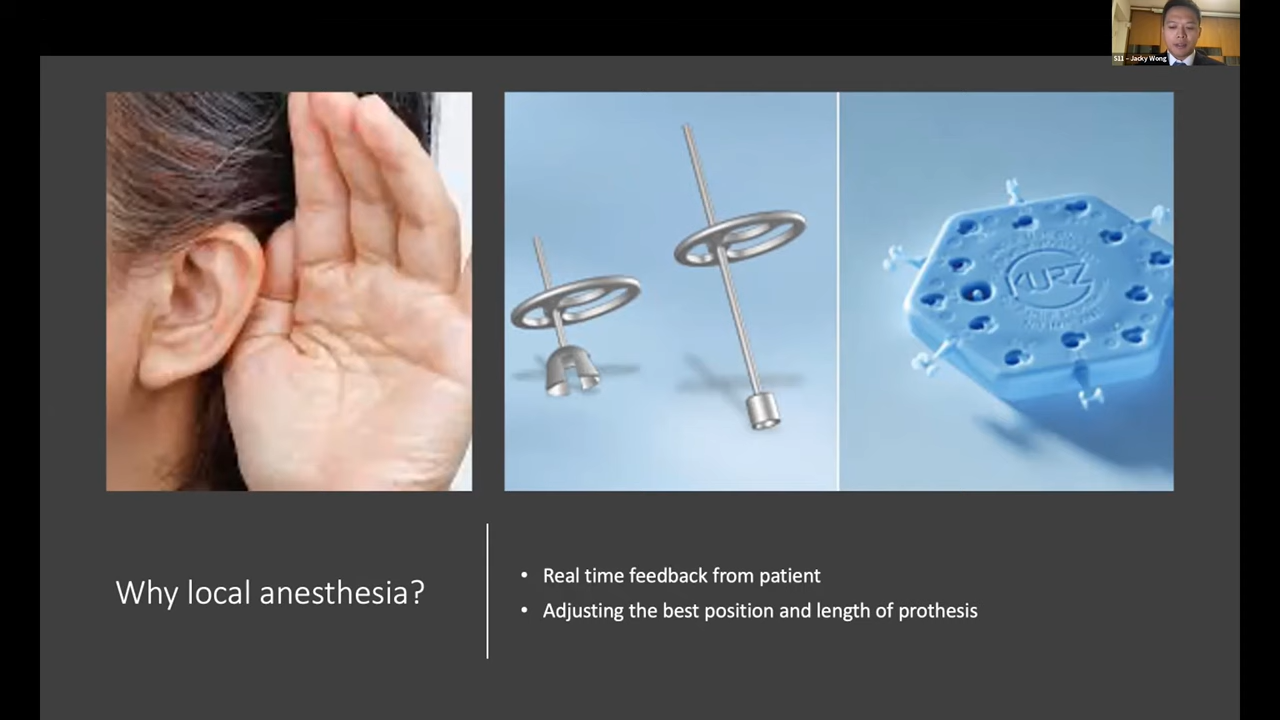 S11 - Jacky Wong
KURZ
Why local anesthesia?
• Real time feedback from patient
• Adjusting the best position and length of prothesis